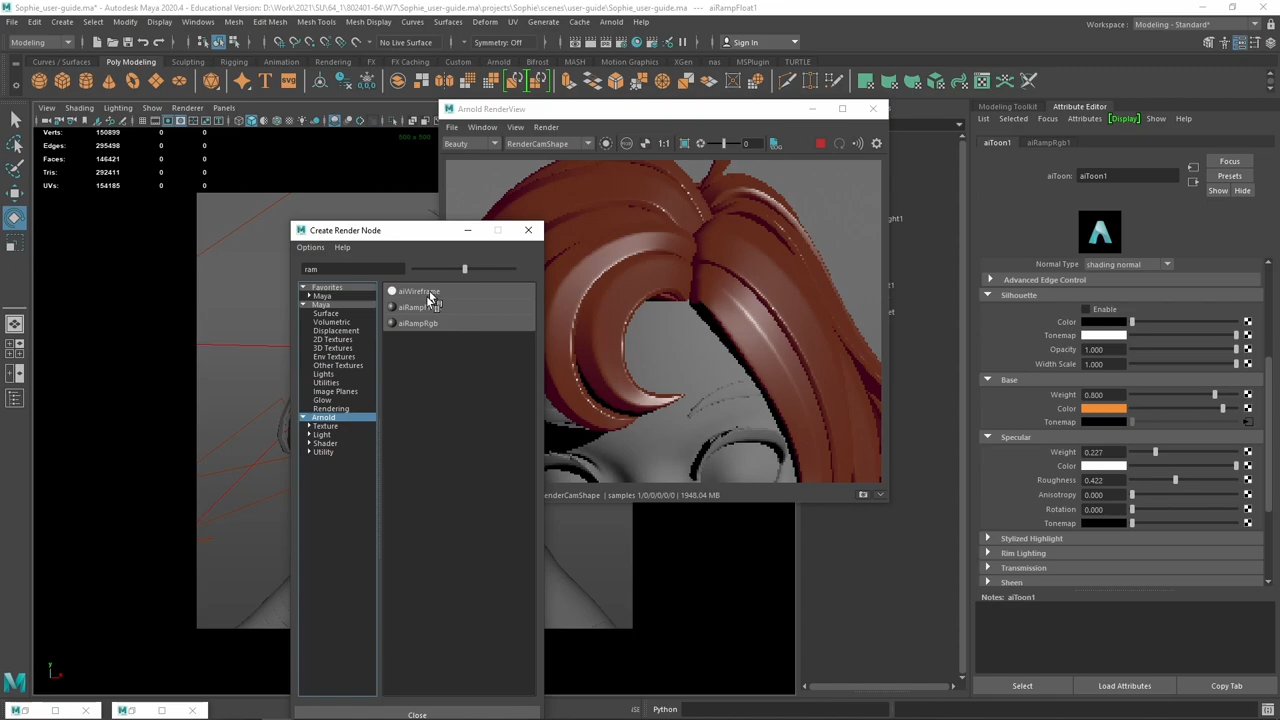 Sophie_user-guide.ma* - Autodesk Maya 2020.4 - Educational Version: D:\Work\2021\SU\64_1\802401-64\W7\Sophie_user-guide.ma\projects\Sophie\scenes\user-guide\Sophie_user-guide.ma --- aiRampFloat1
File Edit Create Select Modify Display Windows Mesh Edit Mesh Mesh Tools Mesh Display Curves Surfaces Deform UV Generate Cache Arnold Help
Workspace : Modeling - Standard*
Modeling No Live Surface Symmetry: Off Sign In
Curves / Surfaces Poly Modeling Sculpting Rigging Animation Rendering FX FX Caching Custom Arnold Bifrost MASH Motion Graphics XGen nas MSPlugin TURTLE
View Shading Lighting Show Renderer Panels
Verts: 150899 0 0
Edges: 295498 0 0
Faces: 146421 0 0
Tris: 292411 0 0
UVs: 154185 0 0
500 x 500
Arnold RenderView
File Window View Render
Beauty RenderCamShape 1:1 0
enderCamShape | samples 1/0/0/0/0/0 | 1948.04 MB
Create Render Node
Options Help
ram
Favorites
Maya
Maya
Surface
Volumetric
Displacement
2D Textures
3D Textures
Env Textures
Other Textures
Lights
Utilities
Image Planes
Glow
Rendering
Arnold
Texture
Light
Shader
Utility
aiWireframe
aiRampF
aiRampRgb
Close
ght1
et
Modeling Toolkit Attribute Editor
List Selected Focus Attributes Display Show Help
aiToon1 aiRampRgb1
aiToon: aiToon1
Focus
Presets
Show Hide
Normal Type shading normal
Advanced Edge Control
Silhouette
Enable
Color
Tonemap
Opacity 1.000
Width Scale 1.000
Base
Weight 0.800
Color
Tonemap
Specular
Weight 0.227
Color
Roughness 0.422
Anisotropy 0.000
Rotation 0.000
Tonemap
Stylized Highlight
Rim Lighting
Transmission
Sheen
Notes: aiToon1
Select Load Attributes Copy Tab
Python